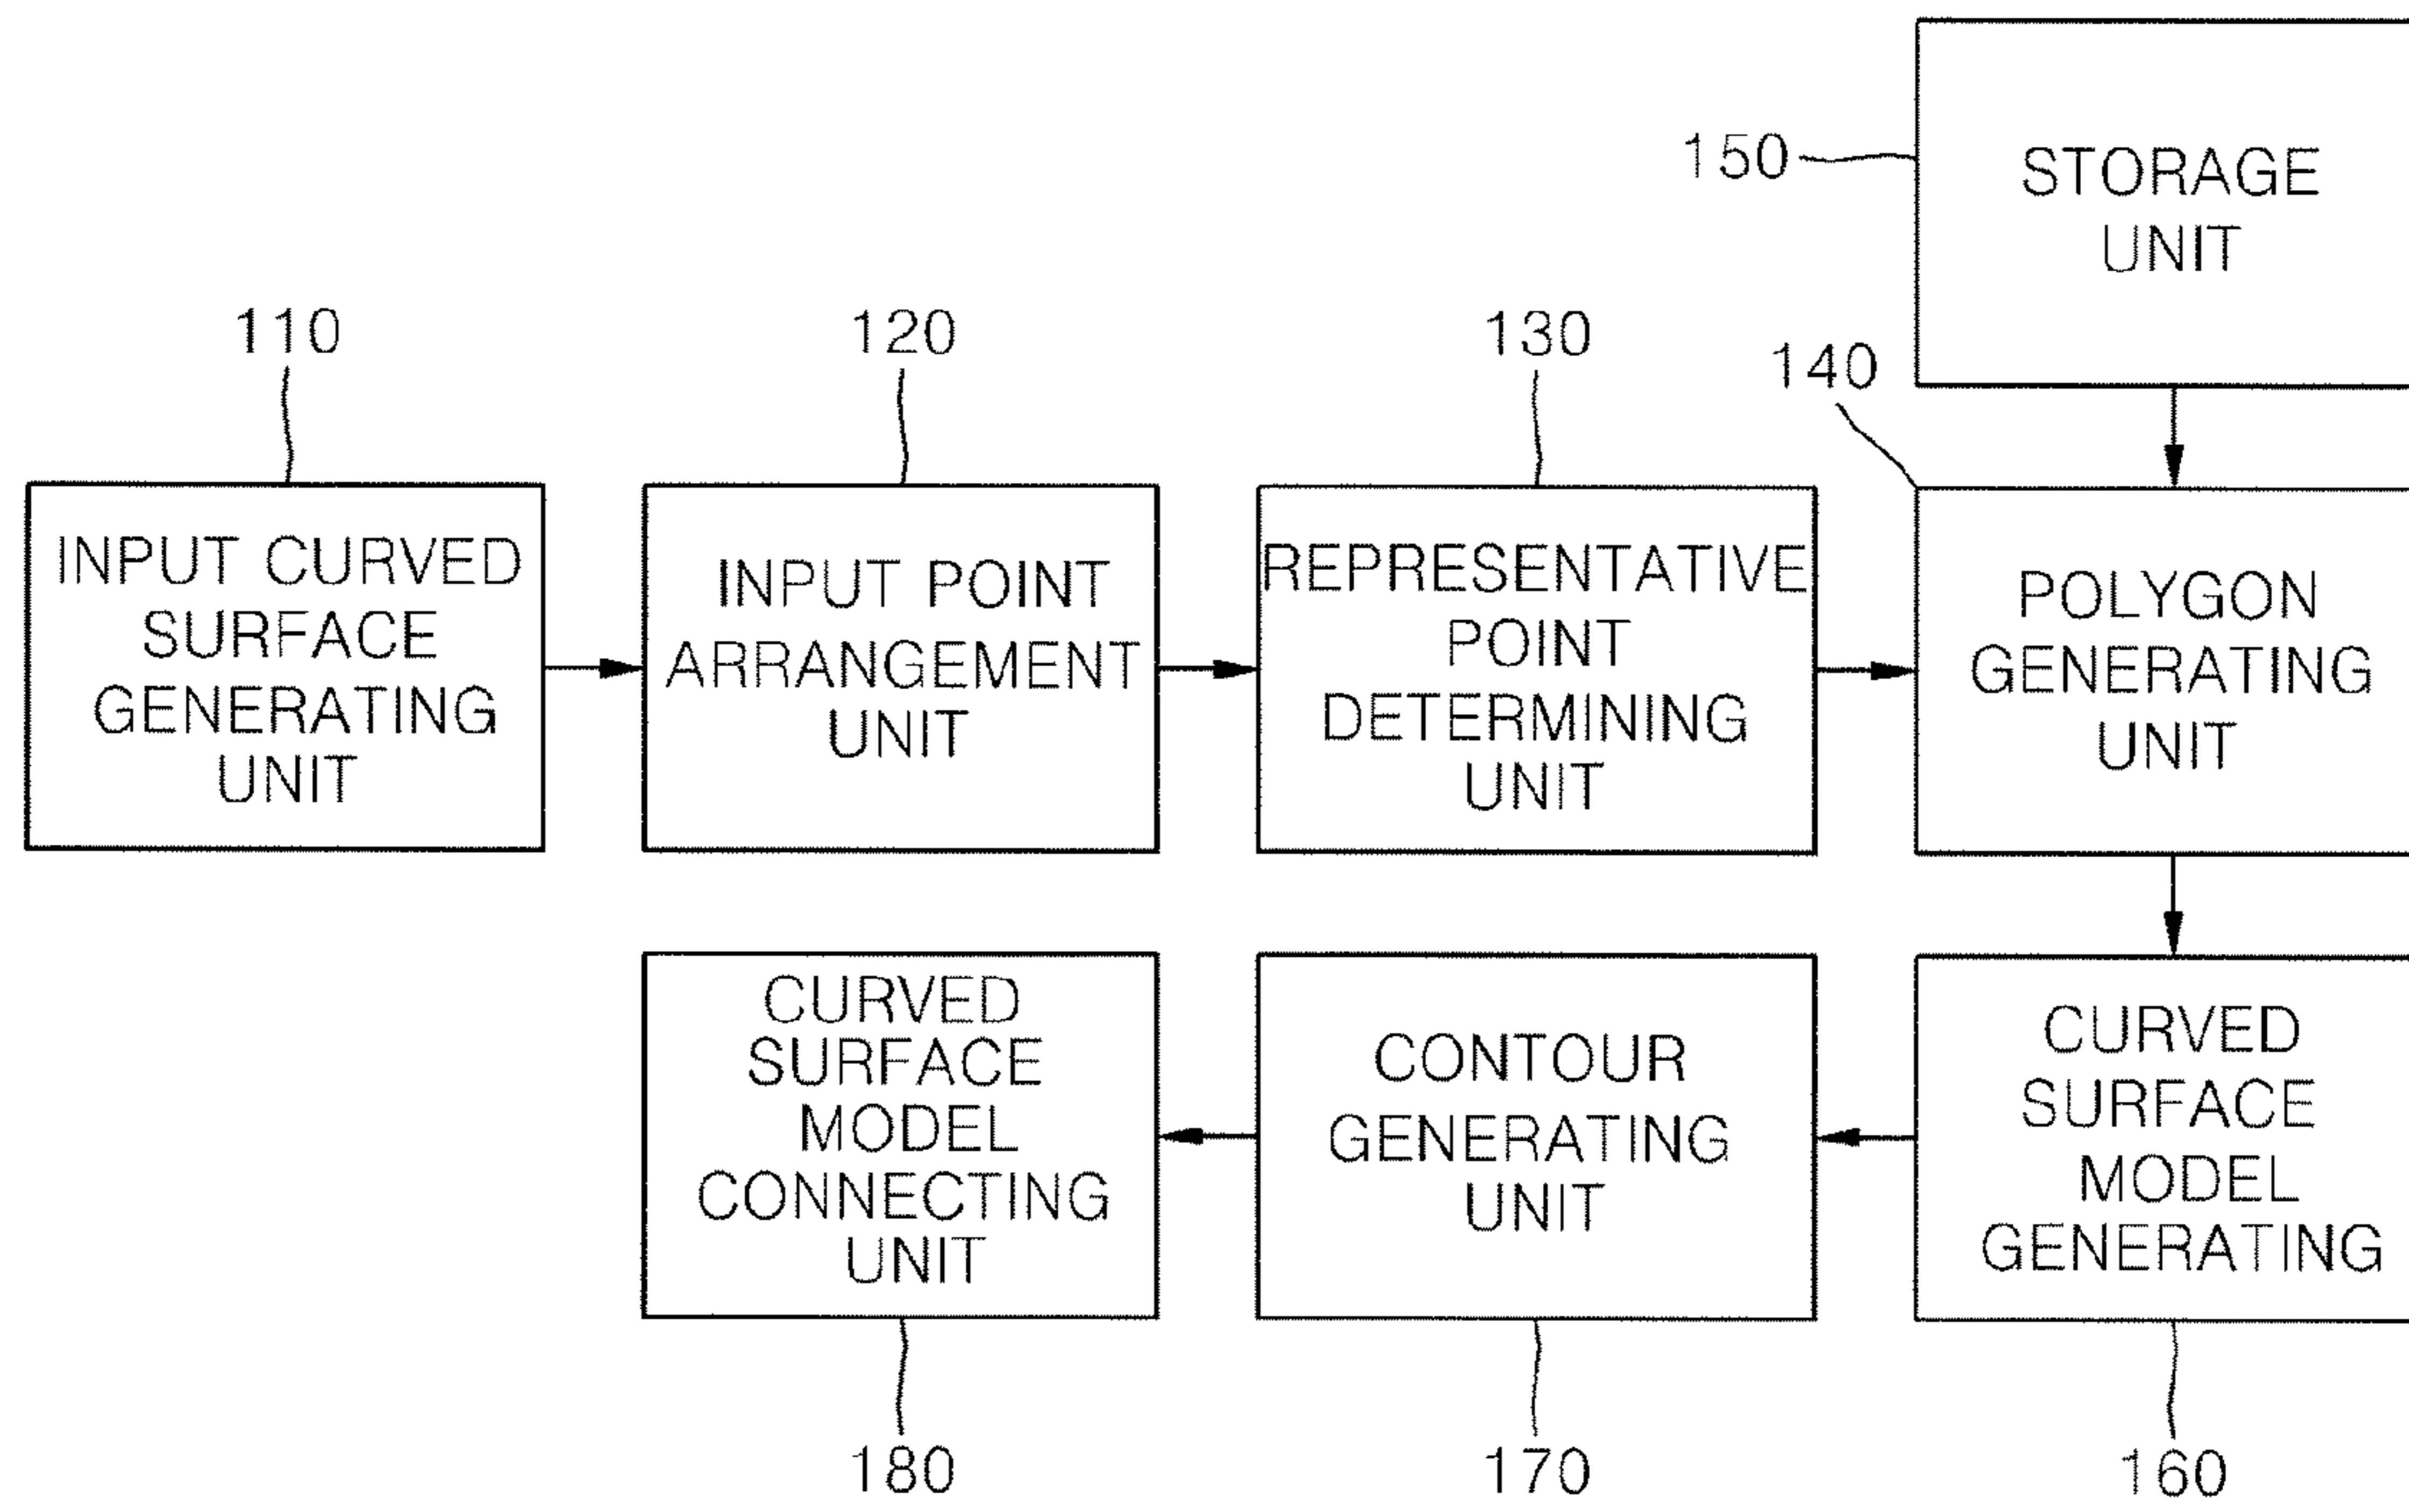 150
STORAGE
UNIT
110
120
130
140
INPUT CURVED
SURFACE
GENERATING
UNIT
INPUT POINT
ARRANGEMENT
UNIT
REPRESENTATIVE
POINT
DETERMINING
UNIT
POLYGON
GENERATING
UNIT
CURVED
SURFACE
MODEL
CONNECTING
UNIT
CONTOUR
GENERATING
UNIT
CURVED
SURFACE
MODEL
GENERATING
180
170
160